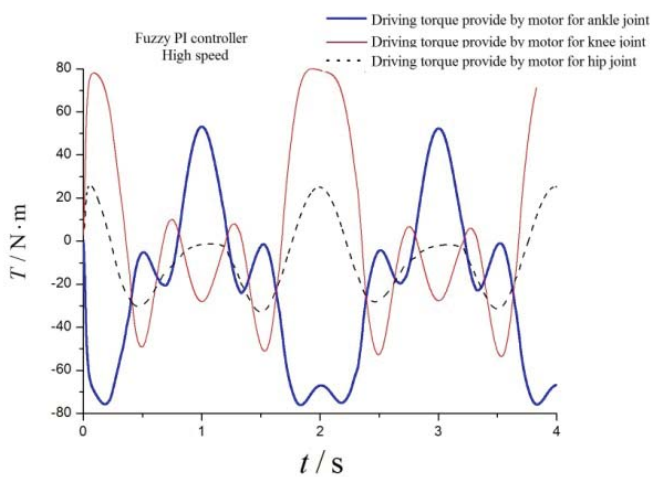 Fuzzy PI controller
High speed
Driving torque provide by motor for ankle joint
Driving torque provide by motor for knee joint
Driving torque provide by motor for hip joint
80
60
40
20
0
-20
-40
-60
-80
T / N·m
0 1 2 3 4
t / s